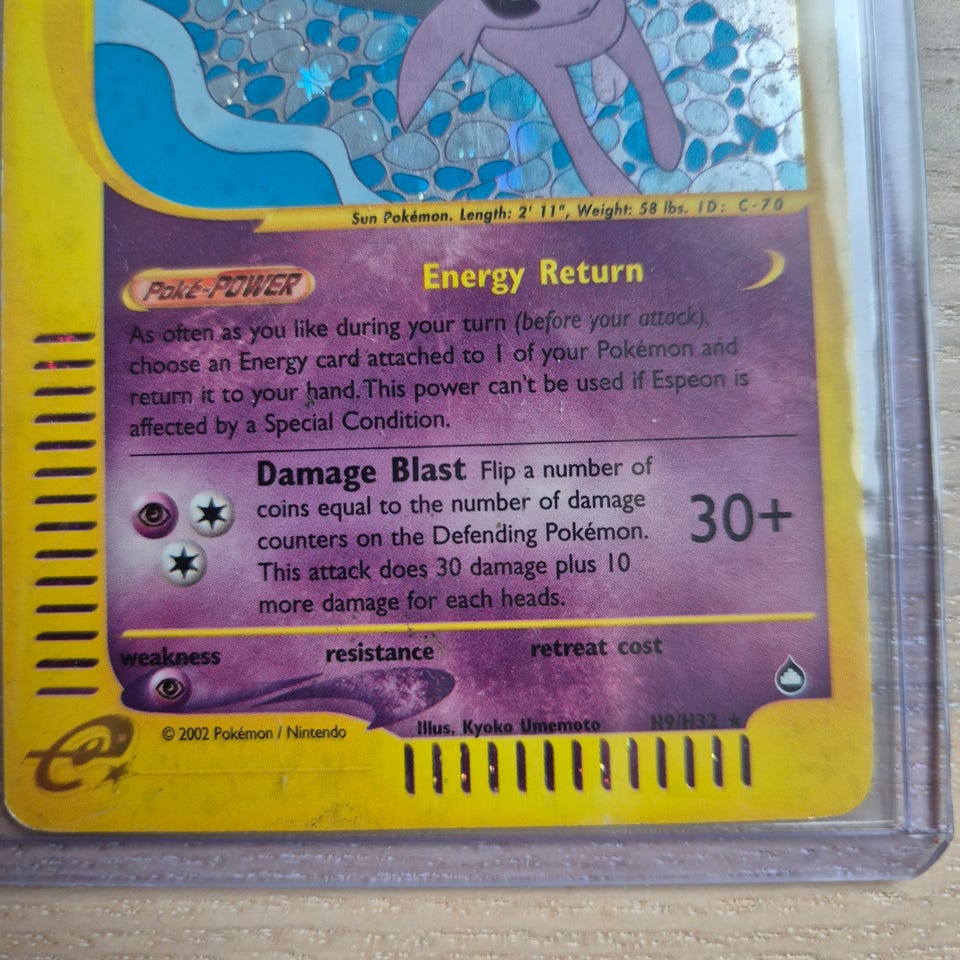 Sun Pokémon. Length: 2' 11", Weight: 58 lbs. ID: C-70
Poké-POWER Energy Return
As often as you like during your turn (before your attack),
choose an Energy card attached to 1 of your Pokémon and
return it to your hand. This power can't be used if Espeon is
affected by a Special Condition.
Damage Blast Flip a number of
coins equal to the number of damage
counters on the Defending Pokémon.
This attack does 30 damage plus 10
more damage for each heads.
30+
weakness resistance retreat cost
Illus. Kyoko Umemoto H9/H32 ★
© 2002 Pokémon / Nintendo
e